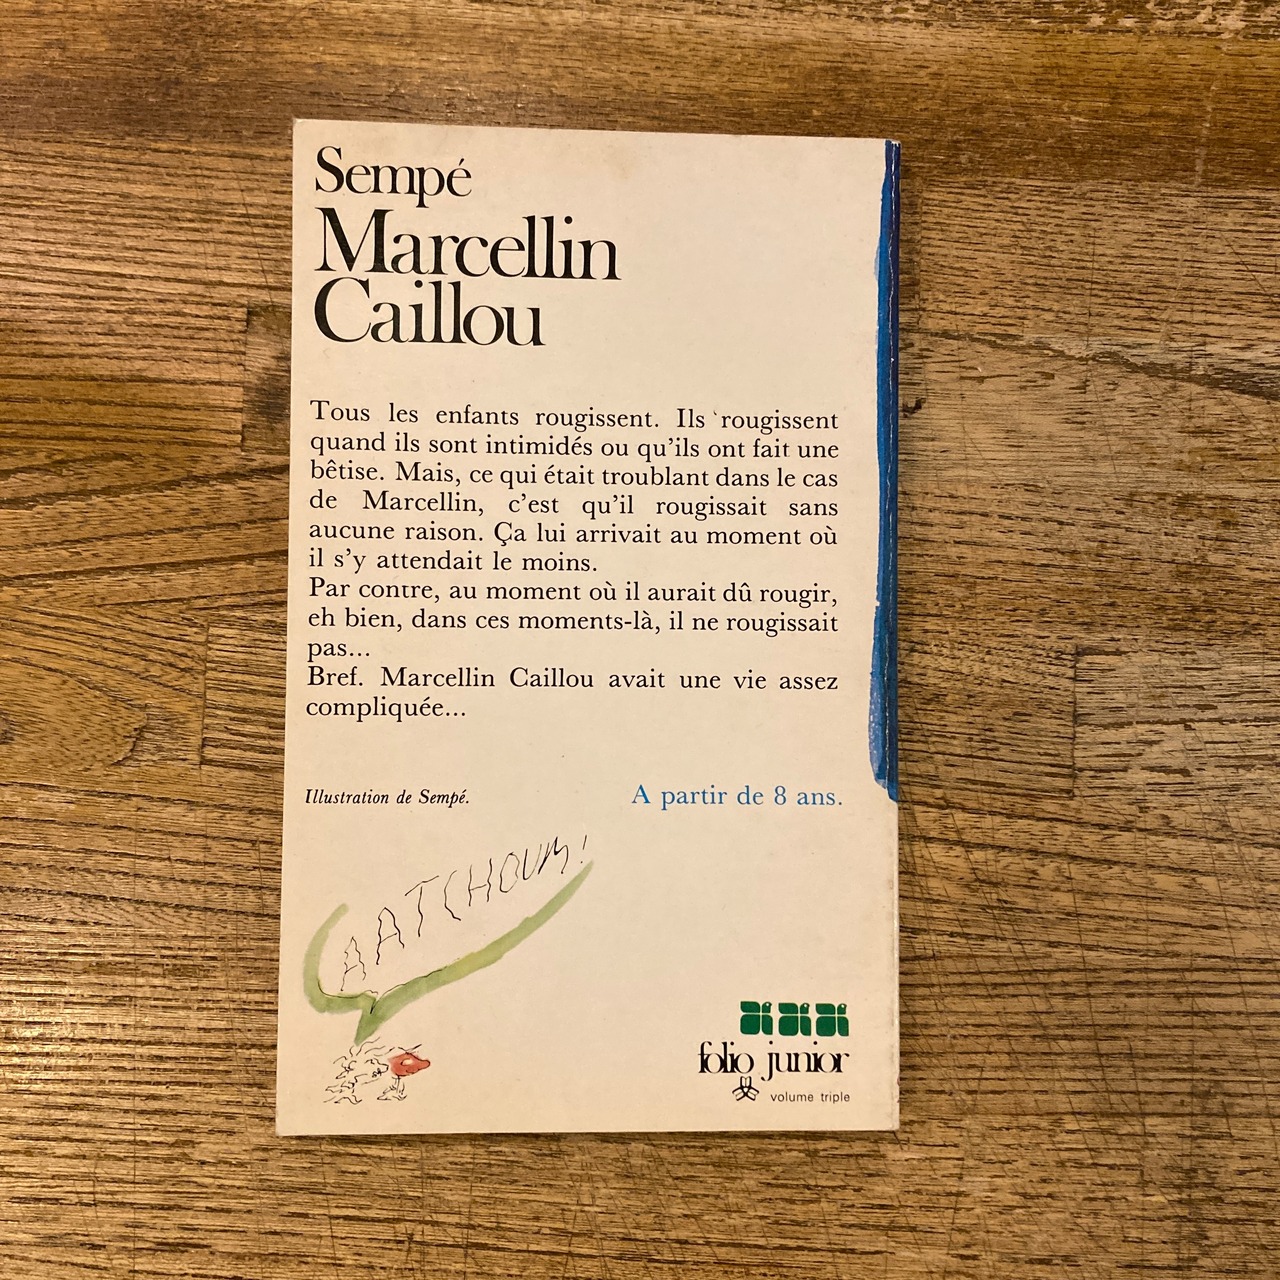 Sempé
Marcellin
Caillou
Tous les enfants rougissent. Ils rougissent
quand ils sont intimidés ou qu'ils ont fait une
bêtise. Mais, ce qui était troublant dans le cas
de Marcellin, c'est qu'il rougissait sans
aucune raison. Ça lui arrivait au moment où
il s'y attendait le moins.
Par contre, au moment où il aurait dû rougir,
eh bien, dans ces moments-là, il ne rougissait
pas...
Bref. Marcellin Caillou avait une vie assez
compliquée...
Illustration de Sempé.
A partir de 8 ans.
AATCHOUM!
folio junior
volume triple